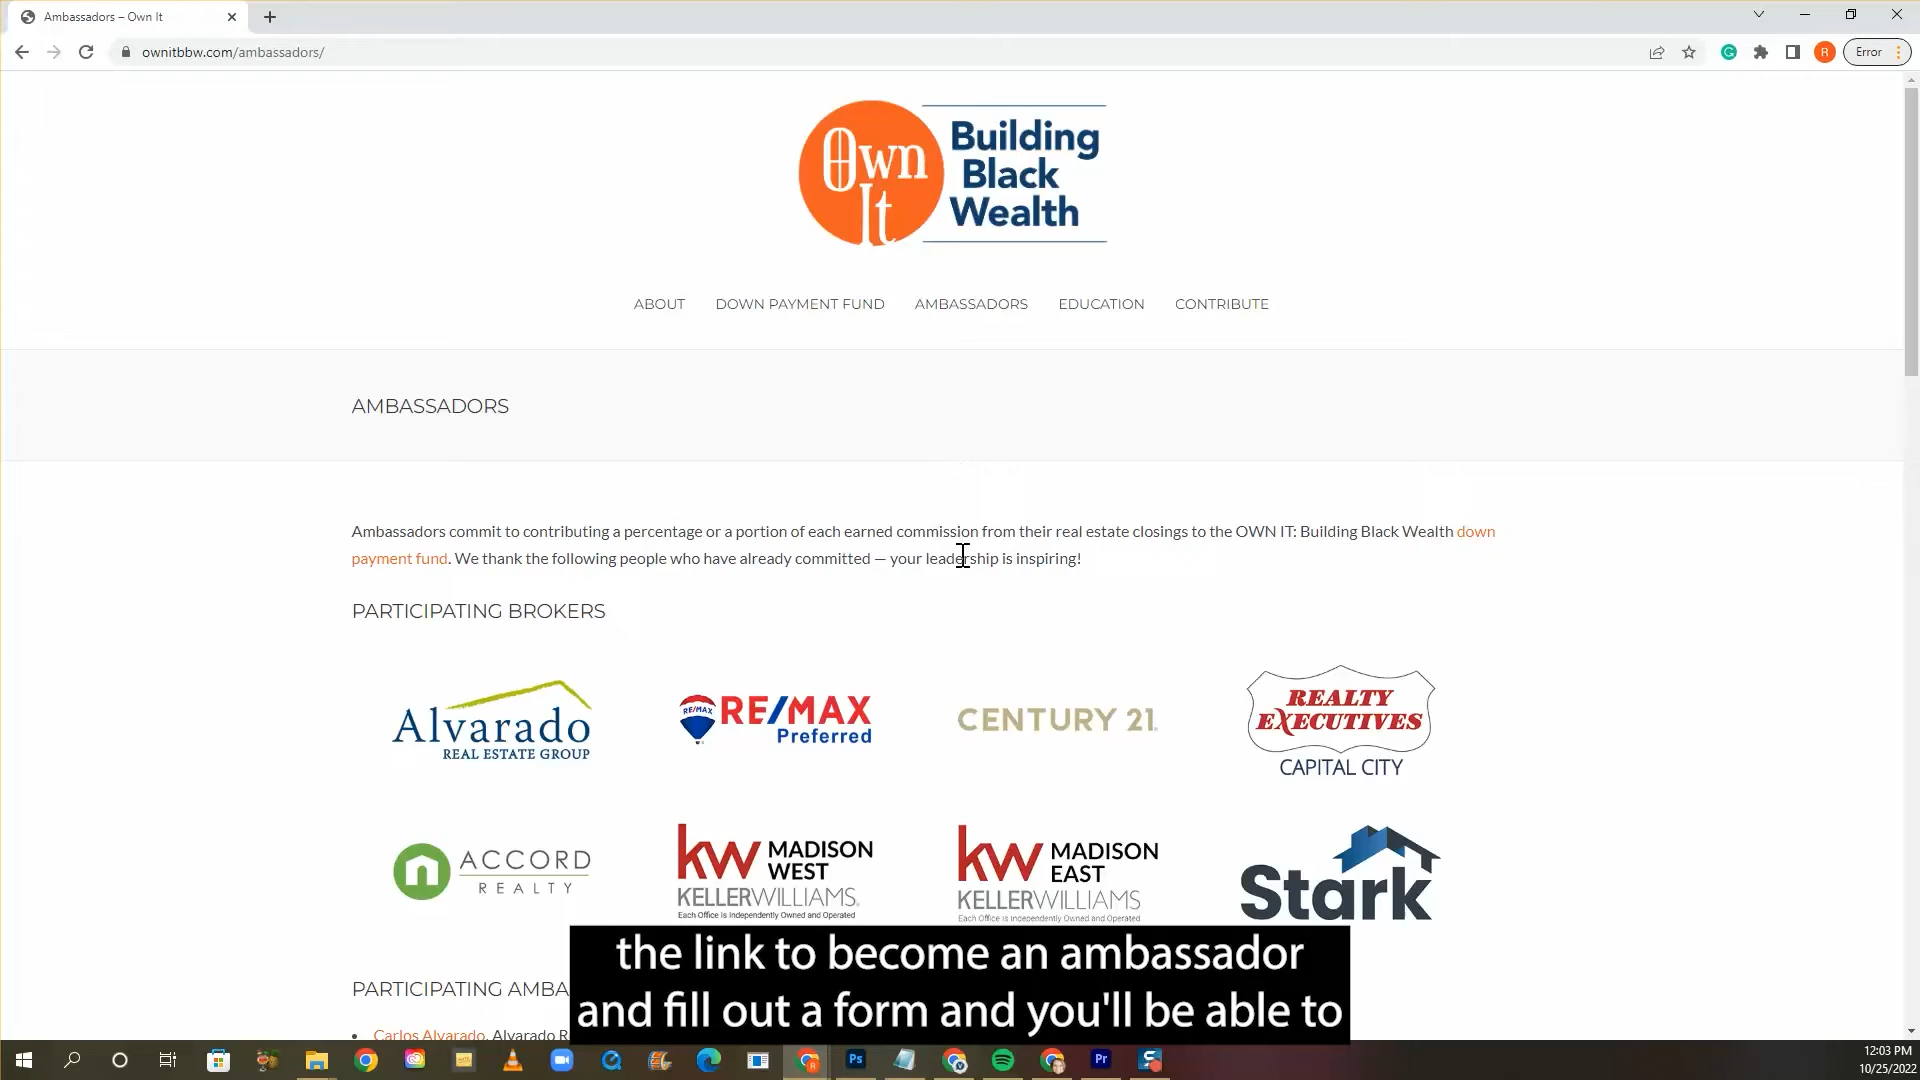 Ambassadors – Own It
ownitbbw.com/ambassadors/
R
Error
Own
It
Building
Black
Wealth
ABOUT DOWN PAYMENT FUND AMBASSADORS EDUCATION CONTRIBUTE
AMBASSADORS
Ambassadors commit to contributing a percentage or a portion of each earned commission from their real estate closings to the OWN IT: Building Black Wealth down
payment fund. We thank the following people who have already committed — your leadership is inspiring!
PARTICIPATING BROKERS
Alvarado
REAL ESTATE GROUP
RE/MAX
RE/MAX
Preferred
CENTURY 21.
REALTY
EXECUTIVES
CAPITAL CITY
ACCORD
REALTY
kw MADISON
WEST
KELLERWILLIAMS.
Each Office is Independently Owned and Operated
kw MADISON
EAST
KELLERWILLIAMS.
Each Office is Independently Owned and Operated
Stark
the link to become an ambassador
and fill out a form and you'll be able to
PARTICIPATING AMBA
• Carlos Alvarado, Alvarado R
Ps
Pr
12:03 PM
10/25/2022